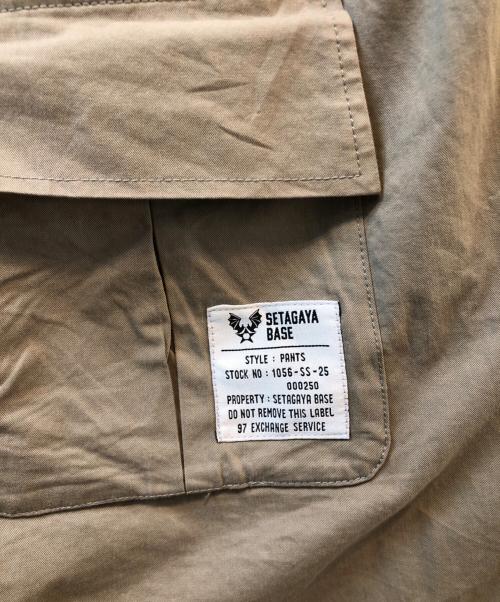 SETAGAYA
BASE
STYLE : PANTS
STOCK NO : 1056-SS-25
000250
PROPERTY : SETAGAYA BASE
DO NOT REMOVE THIS LABEL
97 EXCHANGE SERVICE